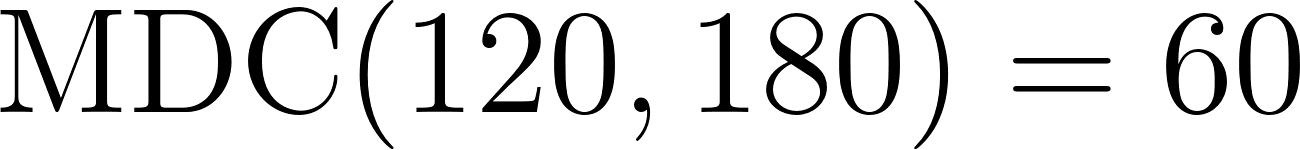 MDC(120, 180) = 60